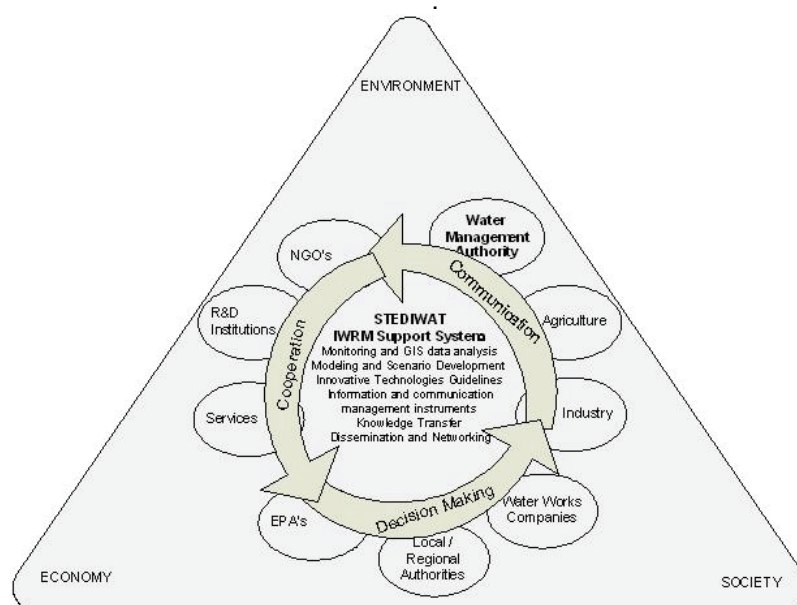 ENVIRONMENT
Water
Management
Authority
NGO's
Communication
R&D
Institutions
Agriculture
STEDIWAT
IWRM Support System
Monitoring and GIS data analysis
Modeling and Scenario Development
Innovative Technologies Guidelines
Information and communication
management instruments
Knowledge Transfer
Dissemination and Networking
Cooperation
Services
Industry
Decision Making
Water Works
Companies
EPA's
Local /
Regional
Authorities
ECONOMY
SOCIETY